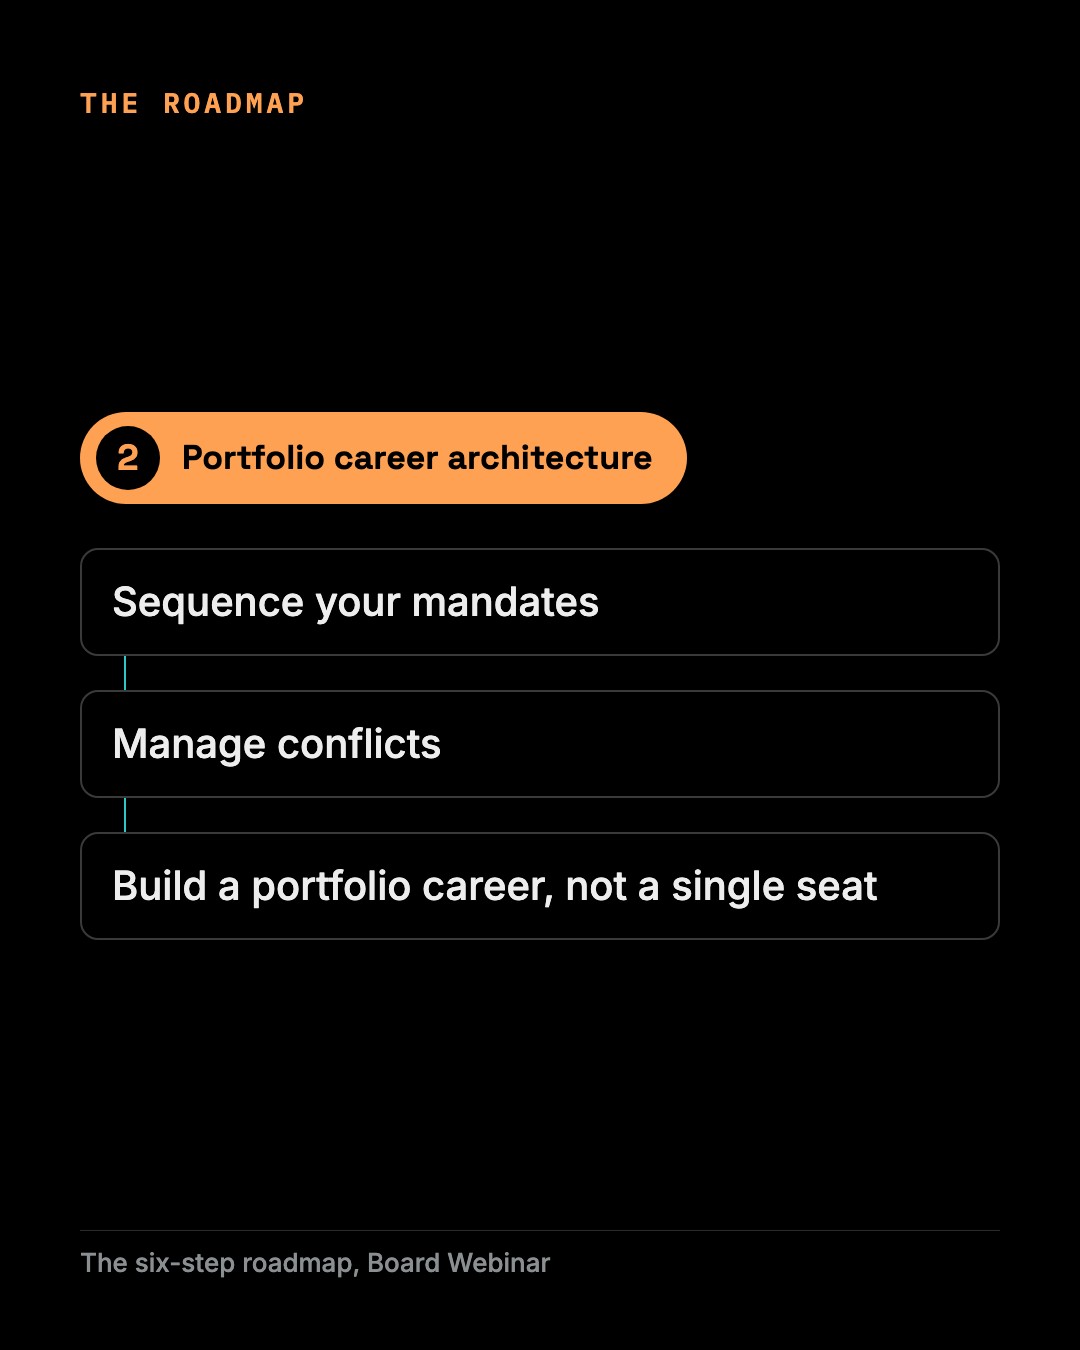 THE ROADMAP
2 Portfolio career architecture
Sequence your mandates
Manage conflicts
Build a portfolio career, not a single seat
The six-step roadmap, Board Webinar